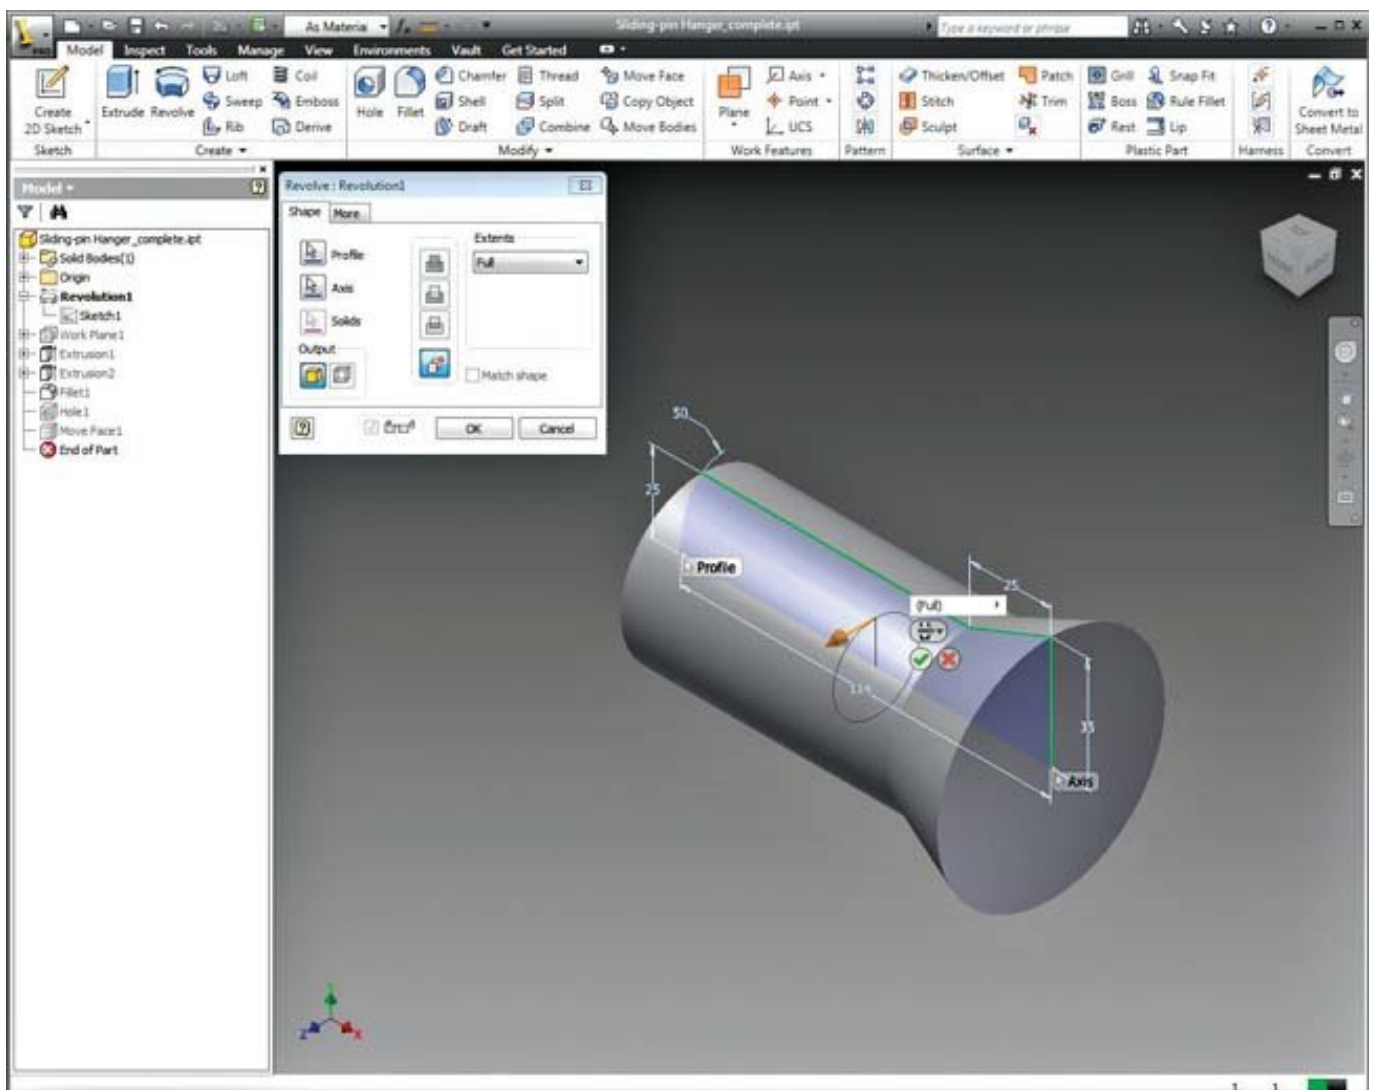 PRO
As Material
Sliding-pin Hanger_complete.ipt
Type a keyword or phrase
Model Inspect Tools Manage View Environments Vault Get Started
Create 2D Sketch
Extrude
Revolve
Loft
Sweep
Rib
Coil
Emboss
Derive
Hole
Fillet
Chamfer
Shell
Draft
Thread
Split
Combine
Move Face
Copy Object
Move Bodies
Plane
Axis
Point
UCS
Thicken/Offset
Stitch
Sculpt
Patch
Trim
Grill
Boss
Rest
Snap Fit
Rule Fillet
Lip
Convert to Sheet Metal
Sketch
Create
Modify
Work Features
Pattern
Surface
Plastic Part
Harness
Convert
Model
Sliding-pin Hanger_complete.ipt
Solid Bodies(1)
Origin
Revolution1
Sketch1
Work Plane1
Extrusion1
Extrusion2
Fillet1
Hole1
Move Face1
End of Part
Revolve : Revolution1
Shape More
Profile
Axis
Solids
Output
Extents
Full
Match shape
OK
Cancel
50
25
Profile
25
(Full)
114
35
Axis
Y
Z
X
1 1